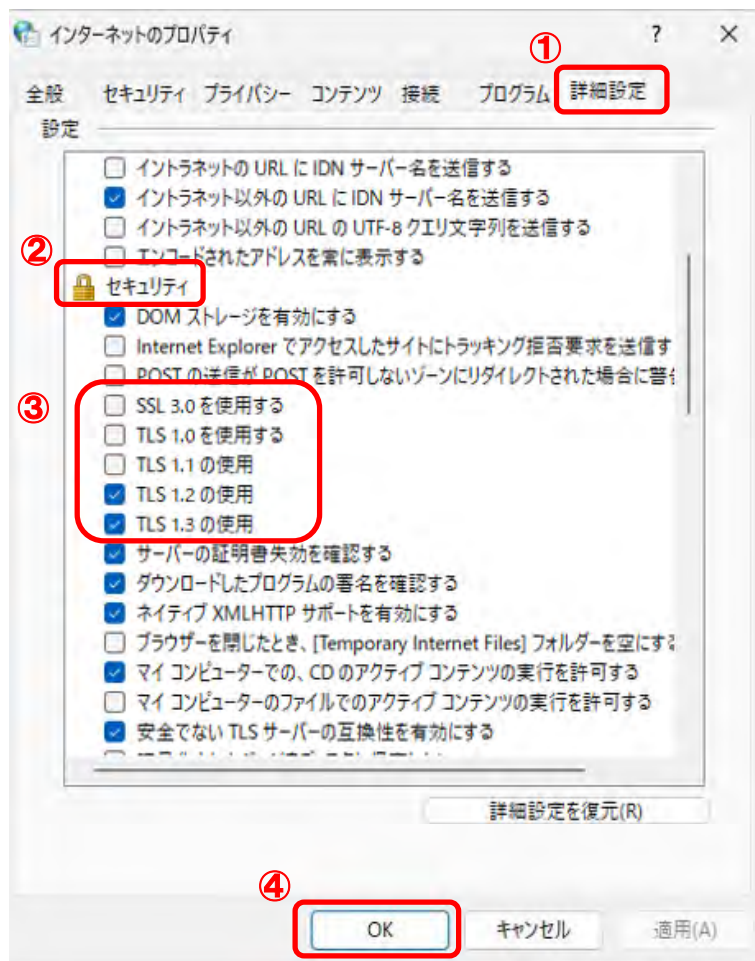 インターネットのプロパティ ? ×
①
全般 セキュリティ プライバシー コンテンツ 接続 プログラム 詳細設定
設定
イントラネットの URL に IDN サーバー名を送信する
イントラネット以外の URL に IDN サーバー名を送信する
イントラネット以外の URL の UTF-8 クエリ文字列を送信する
エンコードされたアドレスを常に表示する
②
セキュリティ
DOM ストレージを有効にする
Internet Explorer でアクセスしたサイトにトラッキング拒否要求を送信す
POST の送信が POST を許可しないゾーンにリダイレクトされた場合に警
③
SSL 3.0 を使用する
TLS 1.0 を使用する
TLS 1.1 の使用
TLS 1.2 の使用
TLS 1.3 の使用
サーバーの証明書失効を確認する
ダウンロードしたプログラムの署名を確認する
ネイティブ XMLHTTP サポートを有効にする
ブラウザーを閉じたとき、[Temporary Internet Files] フォルダーを空にす
マイ コンピューターでの、CD のアクティブ コンテンツの実行を許可する
マイ コンピューターのファイルでのアクティブ コンテンツの実行を許可する
安全でない TLS サーバーの互換性を有効にする
詳細設定を復元(R)
④
OK キャンセル 適用(A)